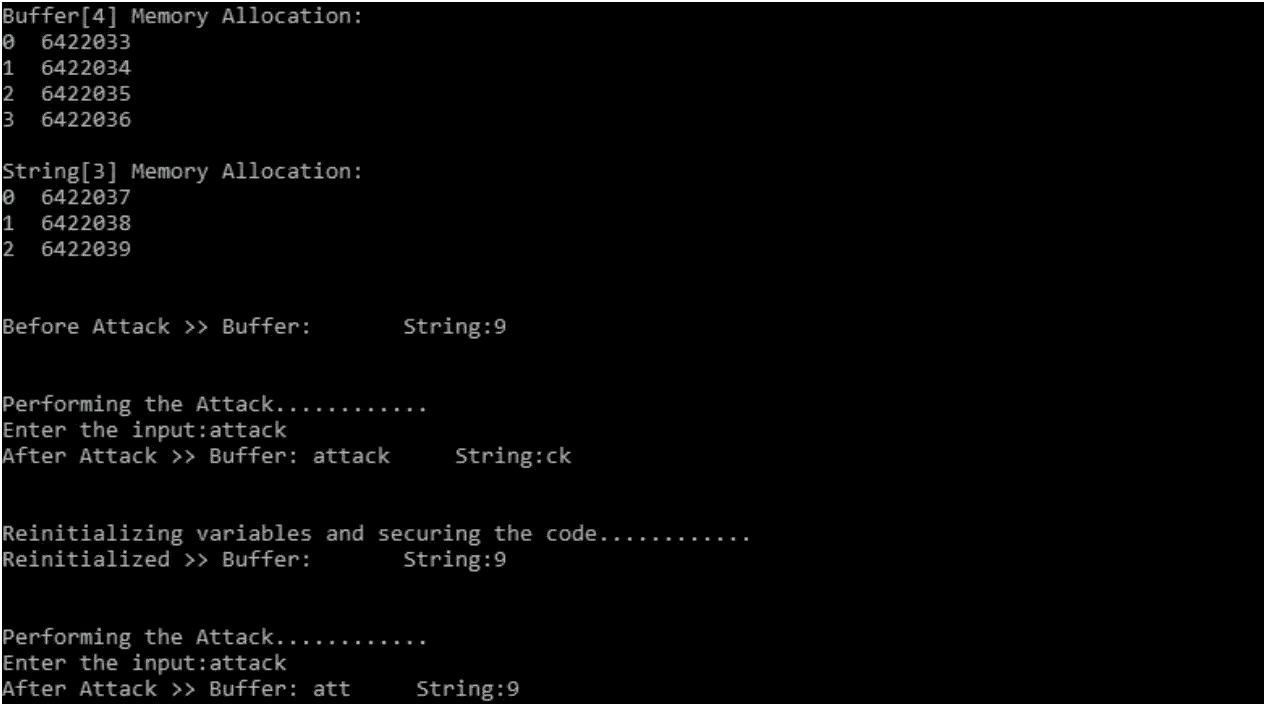 Buffer[4] Memory Allocation:
0  6422033
1  6422034
2  6422035
3  6422036
String[3] Memory Allocation:
0  6422037
1  6422038
2  6422039
Before Attack >> Buffer:       String:9
Performing the Attack............
Enter the input:attack
After Attack >> Buffer: attack     String:ck
Reinitializing variables and securing the code............
Reinitialized >> Buffer:       String:9
Performing the Attack............
Enter the input:attack
After Attack >> Buffer: att     String:9